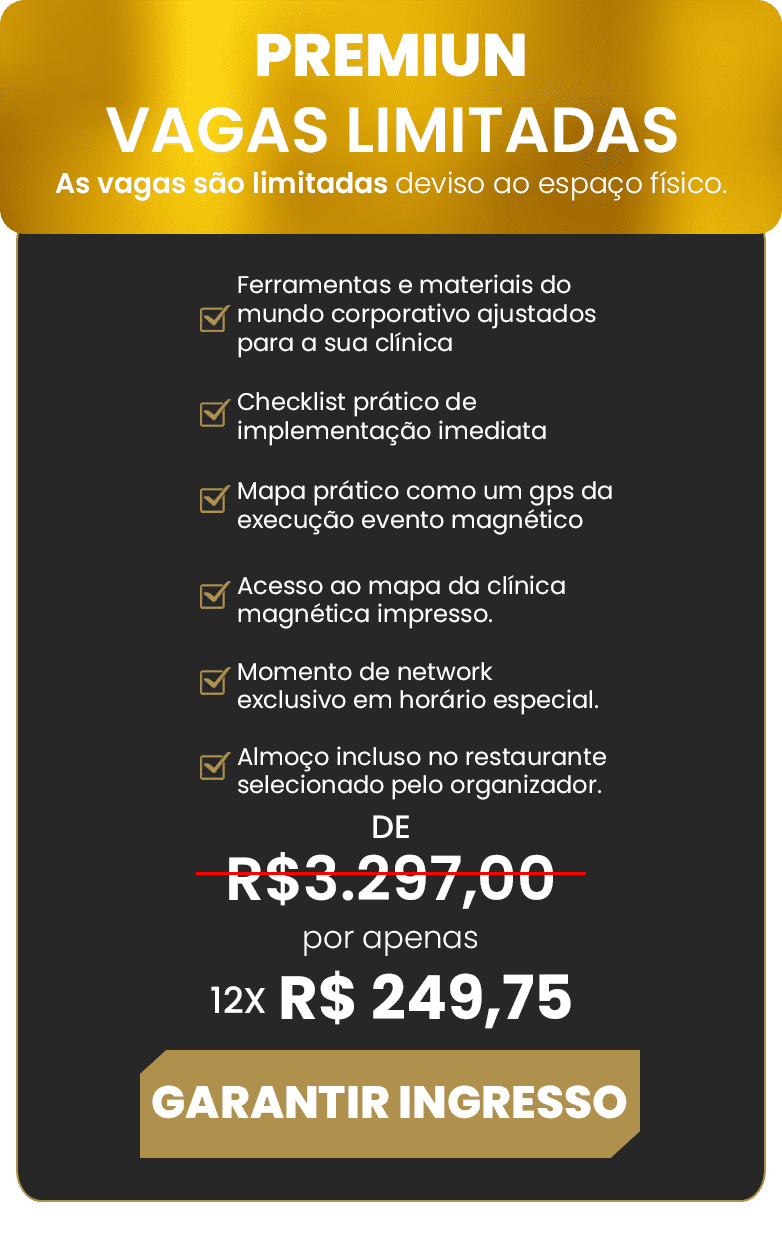 PREMIUN
VAGAS LIMITADAS
As vagas são limitadas deviso ao espaço físico.
Ferramentas e materiais do
mundo corporativo ajustados
para a sua clínica
Checklist prático de
implementação imediata
Mapa prático como um gps da
execução evento magnético
Acesso ao mapa da clínica
magnética impresso.
Momento de network
exclusivo em horário especial.
Almoço incluso no restaurante
selecionado pelo organizador.
DE
R$3.297,00
por apenas
12X R$ 249,75
GARANTIR INGRESSO